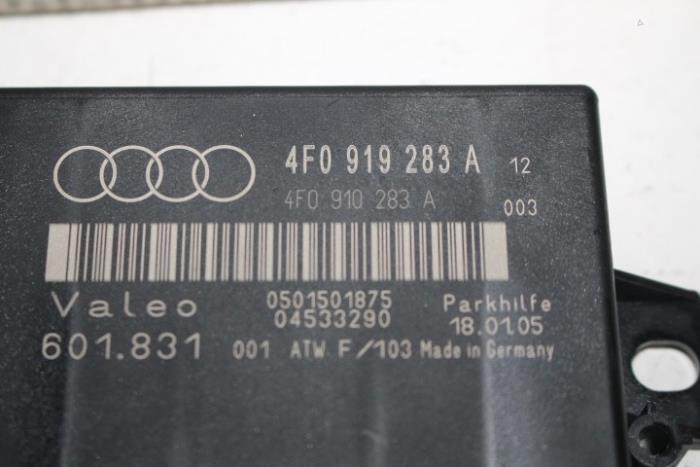 4F0 919 283 A 12
4F0 910 283 A 003
Valeo 0501501875 Parkhilfe
04533290 18.01.05
601.831 001 ATW F/103 Made in Germany